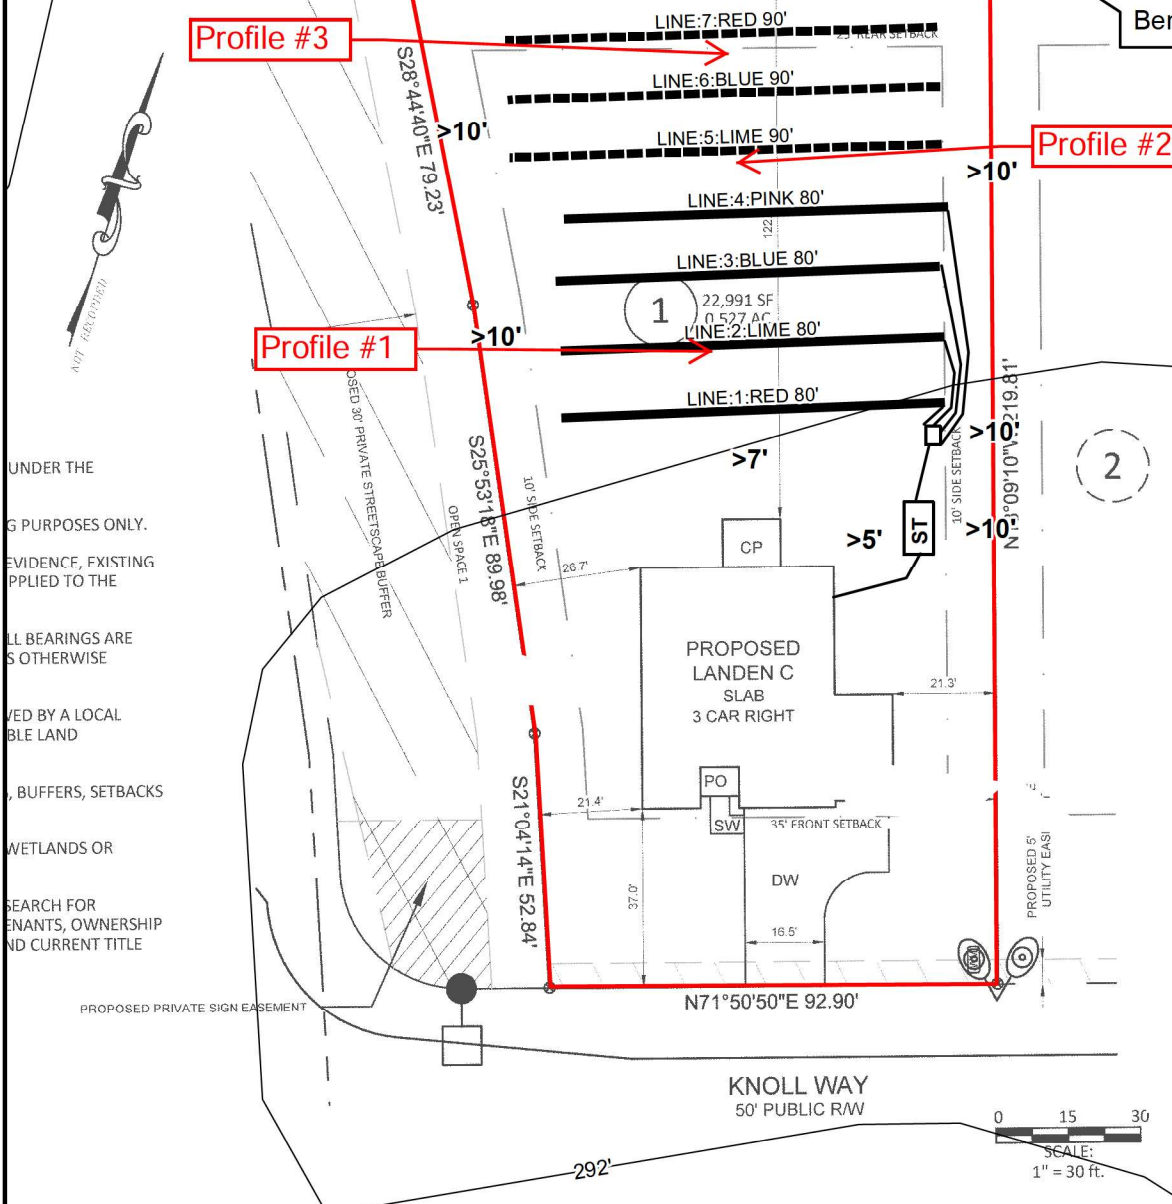 Ber
LINE:7:RED 90'
Profile #3
25' REAR SETBACK
S28°44'40"E 79.23'
LINE:6:BLUE 90'
>10'
LINE:5:LIME 90'
Profile #2
>10'
LINE:4:PINK 80'
122.
LINE:3:BLUE 80'
NOT RECORDED
1
22,991 SF
0.527 AC
>10'
LINE:2:LIME 80'
Profile #1
OSED 30' PRIVATE STREETSCAPE BUFFER
LINE:1:RED 80'
>10'
>7'
UNDER THE
2
S25°53'18"E 89.98'
10' SIDE SETBACK
10' SIDE SETBACK
G PURPOSES ONLY.
OPEN SPACE 1
ST
>5'
>10'
CP
EVIDENCE, EXISTING
PPLIED TO THE
26.7'
LL BEARINGS ARE
S OTHERWISE
PROPOSED
LANDEN C
SLAB
3 CAR RIGHT
21.3'
VED BY A LOCAL
BLE LAND
PO
, BUFFERS, SETBACKS
S21°04'14"E 52.84'
21.4'
SW
35' FRONT SETBACK
WETLANDS OR
PROPOSED 5'
UTILITY EASI
DW
37.0'
SEARCH FOR
ENANTS, OWNERSHIP
ND CURRENT TITLE
16.5'
PROPOSED PRIVATE SIGN EASEMENT
N71°50'50"E 92.90'
KNOLL WAY
50' PUBLIC R/W
0 15 30
SCALE:
1" = 30 ft.
292'